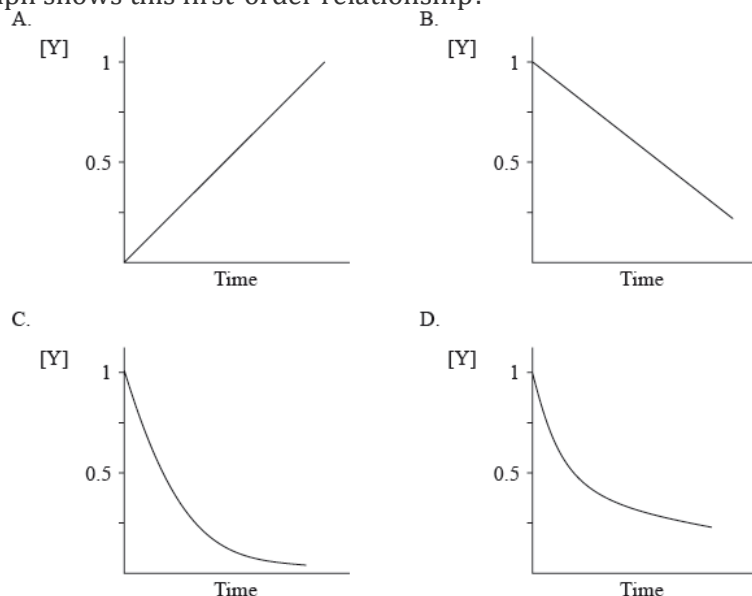 graph shows this first-order relationship?
A.
B.
[Y]
1
0.5
Time
[Y]
1
0.5
Time
C.
D.
[Y]
1
0.5
Time
[Y]
1
0.5
Time